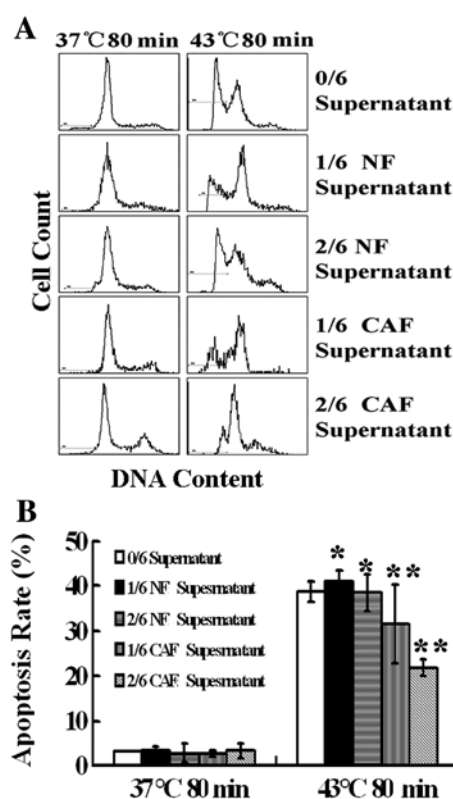 A
37℃ 80 min 43℃ 80 min
0/6
Supernatant
1/6 NF
Supernatant
2/6 NF
Supernatant
1/6 CAF
Supernatant
2/6 CAF
Supernatant
Cell Count
DNA Content
B
Apoptosis Rate (%)
50
40
30
20
10
0
0/6 Supernatant
1/6 NF Supesrnatant
2/6 NF Supesrnatant
1/6 CAF Supesrnatant
2/6 CAF Supesrnatant
* * ** **
37°C 80 min 43°C 80 min